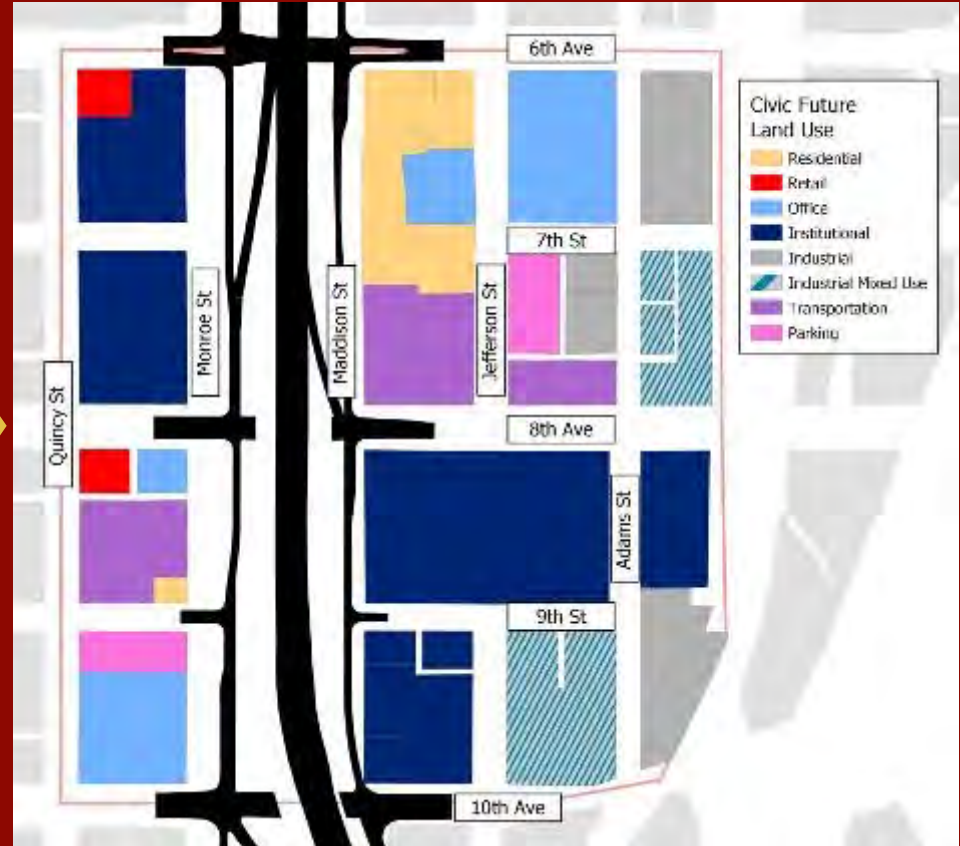 6th Ave
Civic Future
Land Use
Residential
Retail
Office
Institutional
Industrial
Industrial Mixed Use
Transportation
Parking
7th St
Monroe St
Maddison St
Jefferson St
Quincy St
8th Ave
Adams St
9th St
10th Ave